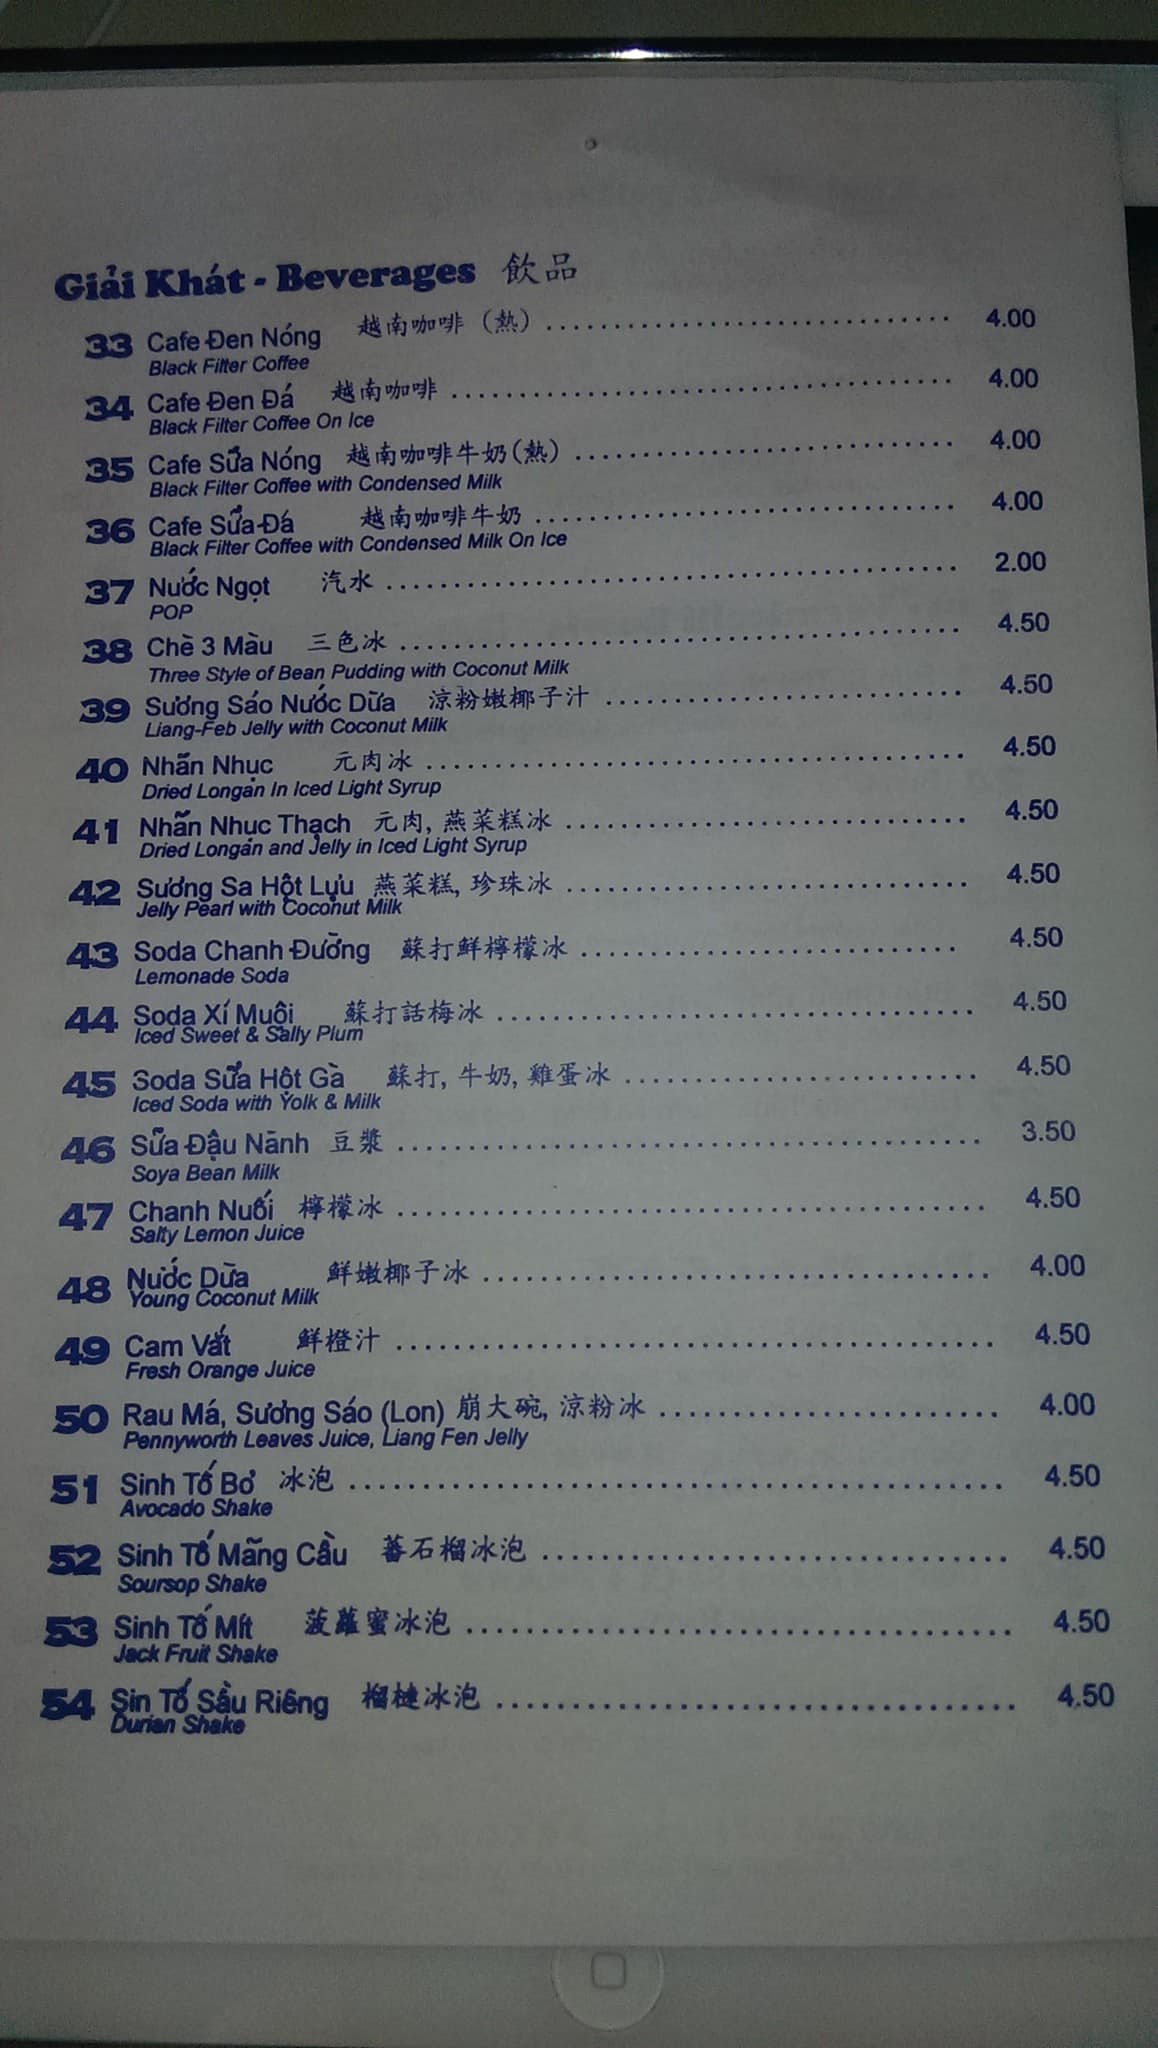 Giải Khát - Beverages 飲品
33 Cafe Đen Nóng 越南咖啡 (熱) 4.00
Black Filter Coffee
34 Cafe Đen Đá 越南咖啡 4.00
Black Filter Coffee On Ice
35 Cafe Sữa Nóng 越南咖啡牛奶(熱) 4.00
Black Filter Coffee with Condensed Milk
36 Cafe Sữa Đá 越南咖啡牛奶 4.00
Black Filter Coffee with Condensed Milk On Ice
37 Nước Ngọt 汽水 2.00
POP
38 Chè 3 Màu 三色冰 4.50
Three Style of Bean Pudding with Coconut Milk
39 Sương Sáo Nước Dừa 涼粉嫩椰子汁 4.50
Liang-Feb Jelly with Coconut Milk
40 Nhãn Nhục 元肉冰 4.50
Dried Longan In Iced Light Syrup
41 Nhãn Nhục Thạch 元肉, 燕菜糕冰 4.50
Dried Longan and Jelly in Iced Light Syrup
42 Sương Sa Hột Lựu 燕菜糕, 珍珠冰 4.50
Jelly Pearl with Coconut Milk
43 Soda Chanh Đường 蘇打鮮檸檬冰 4.50
Lemonade Soda
44 Soda Xí Muội 蘇打話梅冰 4.50
Iced Sweet & Sally Plum
45 Soda Sữa Hột Gà 蘇打, 牛奶, 雞蛋冰 4.50
Iced Soda with Yolk & Milk
46 Sữa Đậu Nành 豆漿 3.50
Soya Bean Milk
47 Chanh Nuối 檸檬冰 4.50
Salty Lemon Juice
48 Nước Dừa 鮮嫩椰子冰 4.00
Young Coconut Milk
49 Cam Vắt 鮮橙汁 4.50
Fresh Orange Juice
50 Rau Má, Sương Sáo (Lon) 崩大碗, 涼粉冰 4.00
Pennyworth Leaves Juice, Liang Fen Jelly
51 Sinh Tố Bơ 冰泡 4.50
Avocado Shake
52 Sinh Tố Mãng Cầu 蕃石榴冰泡 4.50
Soursop Shake
53 Sinh Tố Mít 菠蘿蜜冰泡 4.50
Jack Fruit Shake
54 Sin Tố Sầu Riêng 榴槤冰泡 4.50
Durian Shake